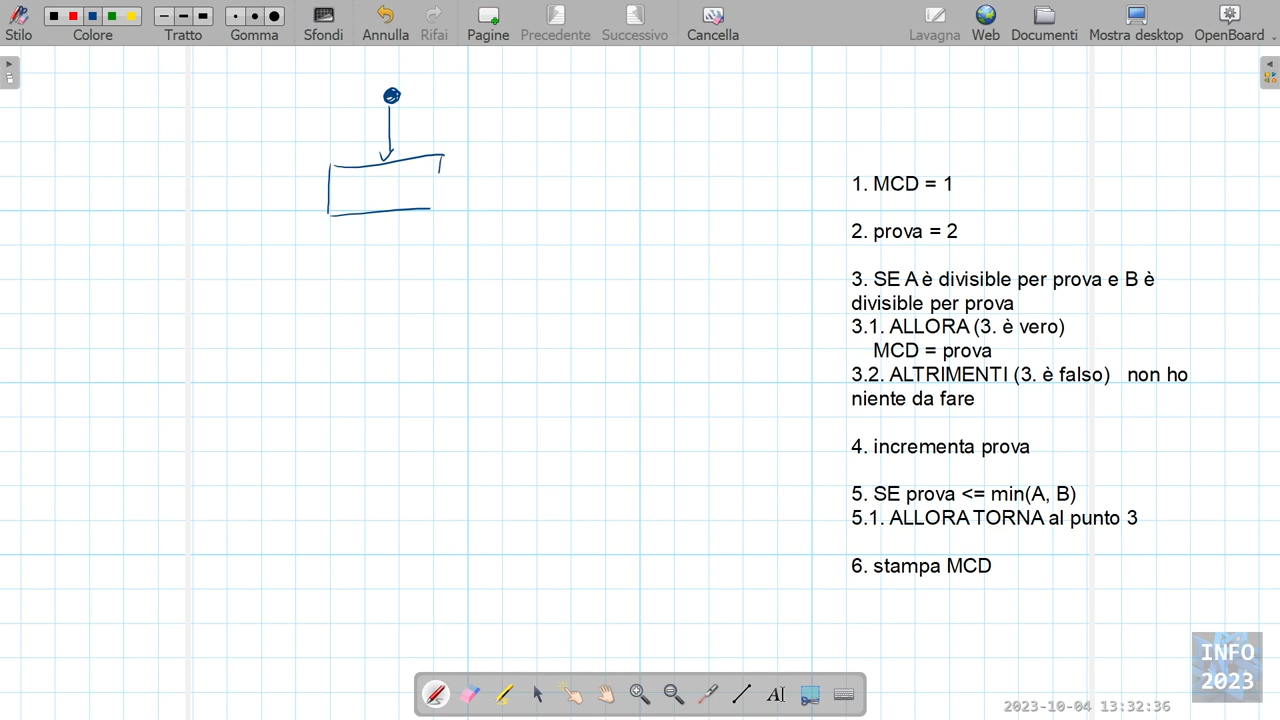 Stilo
Colore
Tratto
Gomma
Sfondi
Annulla
Rifai
Pagine
Precedente
Successivo
Cancella
Lavagna
Web
Documenti
Mostra desktop
OpenBoard
1. MCD = 1
2. prova = 2
3. SE A è divisible per prova e B è
divisible per prova
3.1. ALLORA (3. è vero)
MCD = prova
3.2. ALTRIMENTI (3. è falso) non ho
niente da fare
4. incrementa prova
5. SE prova <= min(A, B)
5.1. ALLORA TORNA al punto 3
6. stampa MCD
INFO
2023
2023-10-04 13:32:36